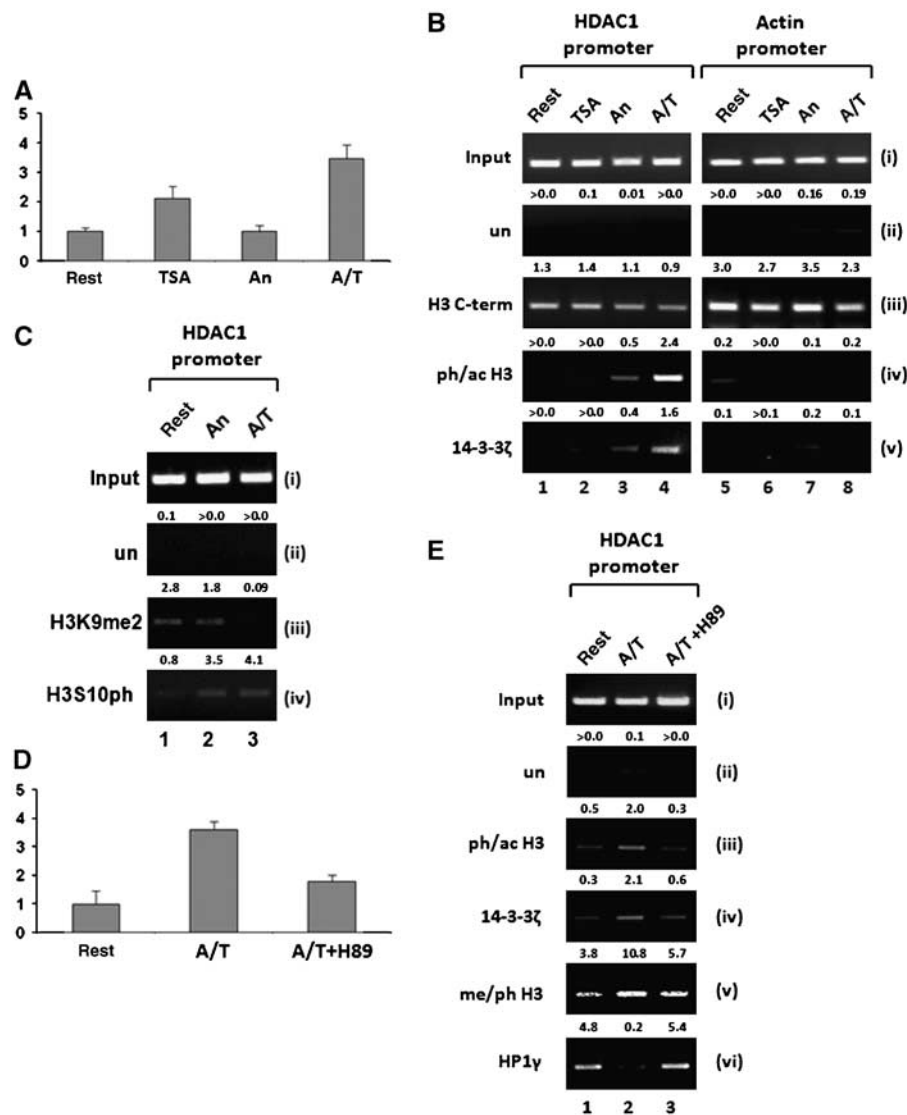 A
5
4
3
2
1
0
Rest TSA An A/T
B
HDAC1 promoter
Actin promoter
Rest TSA An A/T Rest TSA An A/T
Input (i)
>0.0 0.1 0.01 >0.0 >0.0 >0.0 0.16 0.19
un (ii)
1.3 1.4 1.1 0.9 3.0 2.7 3.5 2.3
H3 C-term (iii)
>0.0 >0.0 0.5 2.4 0.2 >0.0 0.1 0.2
ph/ac H3 (iv)
>0.0 >0.0 0.4 1.6 0.1 >0.1 0.2 0.1
14-3-3ζ (v)
1 2 3 4 5 6 7 8
C
HDAC1
promoter
Rest An A/T
Input (i)
0.1 >0.0 >0.0
un (ii)
2.8 1.8 0.09
H3K9me2 (iii)
0.8 3.5 4.1
H3S10ph (iv)
1 2 3
D
5
4
3
2
1
0
Rest A/T A/T+H89
E
HDAC1
promoter
Rest A/T A/T+H89
Input (i)
>0.0 0.1 >0.0
un (ii)
0.5 2.0 0.3
ph/ac H3 (iii)
0.3 2.1 0.6
14-3-3ζ (iv)
3.8 10.8 5.7
me/ph H3 (v)
4.8 0.2 5.4
HP1γ (vi)
1 2 3